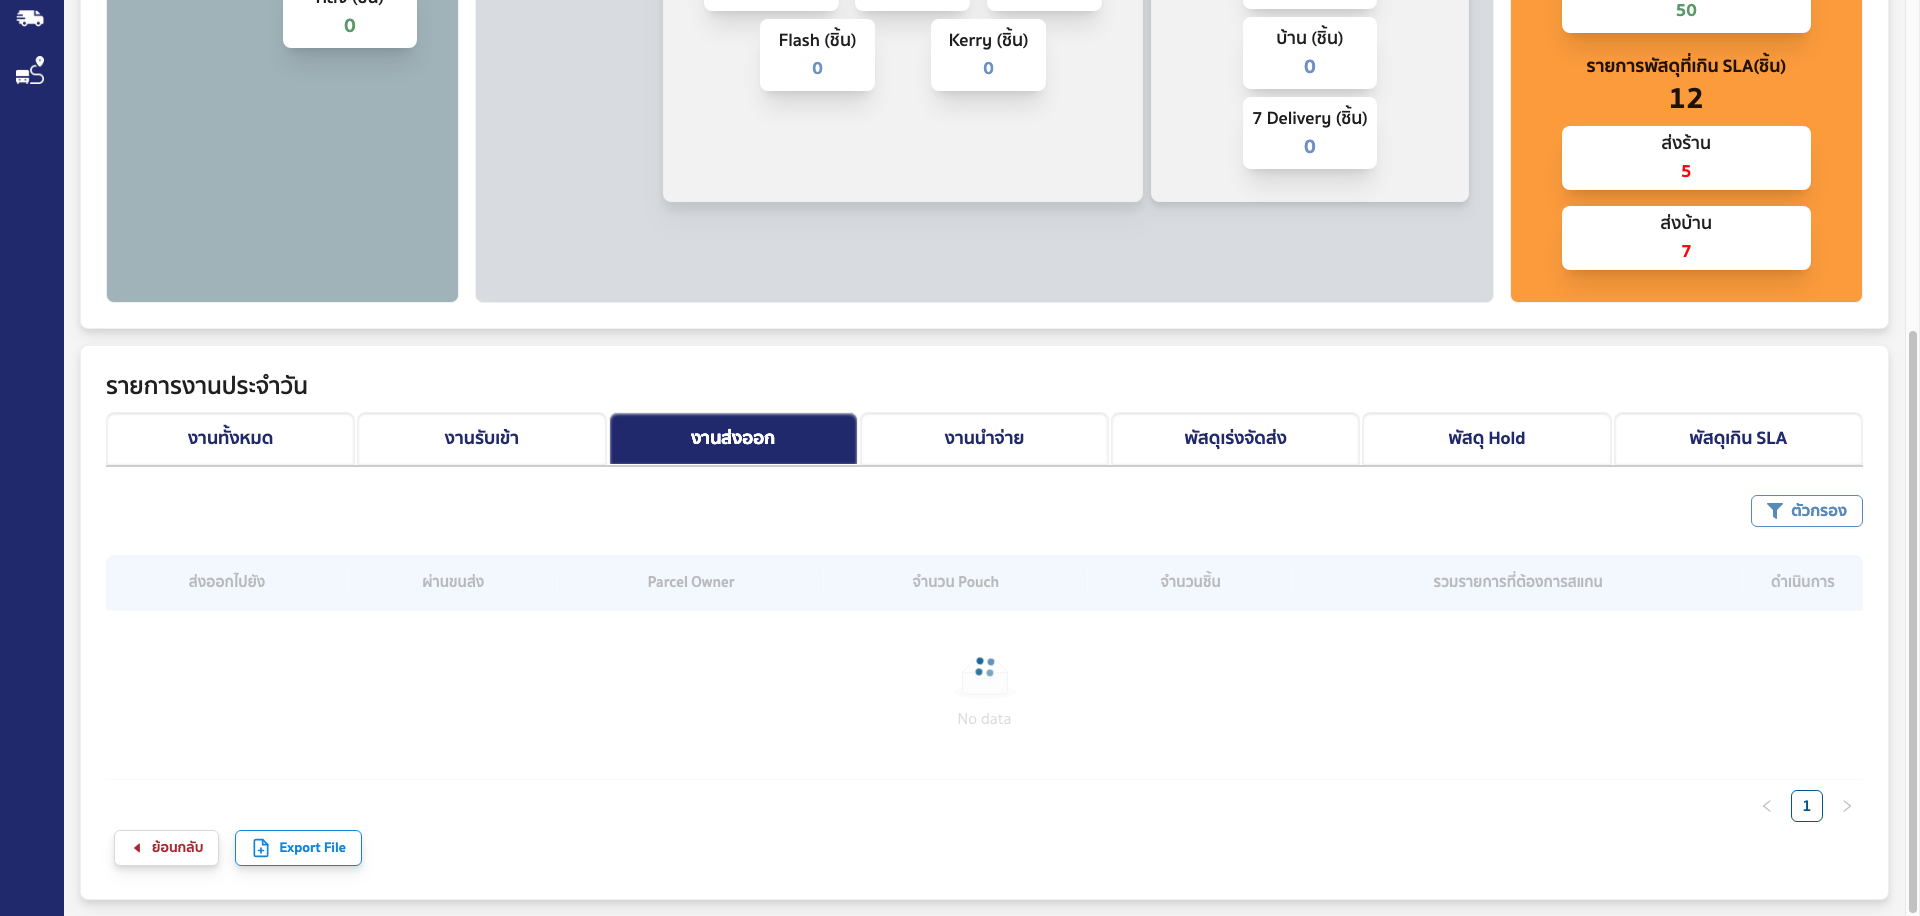 0
Flash (ชิ้น)
0
Kerry (ชิ้น)
0
บ้าน (ชิ้น)
0
7 Delivery (ชิ้น)
0
50
รายการพัสดุที่เกิน SLA(ชิ้น)
12
ส่งร้าน
5
ส่งบ้าน
7
รายการงานประจำวัน
งานทั้งหมด
งานรับเข้า
งานส่งออก
งานนำจ่าย
พัสดุเร่งจัดส่ง
พัสดุ Hold
พัสดุเกิน SLA
ตัวกรอง
ส่งออกไปยัง
ผ่านขนส่ง
Parcel Owner
จำนวน Pouch
จำนวนชิ้น
รวมรายการที่ต้องการสแกน
ดำเนินการ
No data
1
ย้อนกลับ
Export File